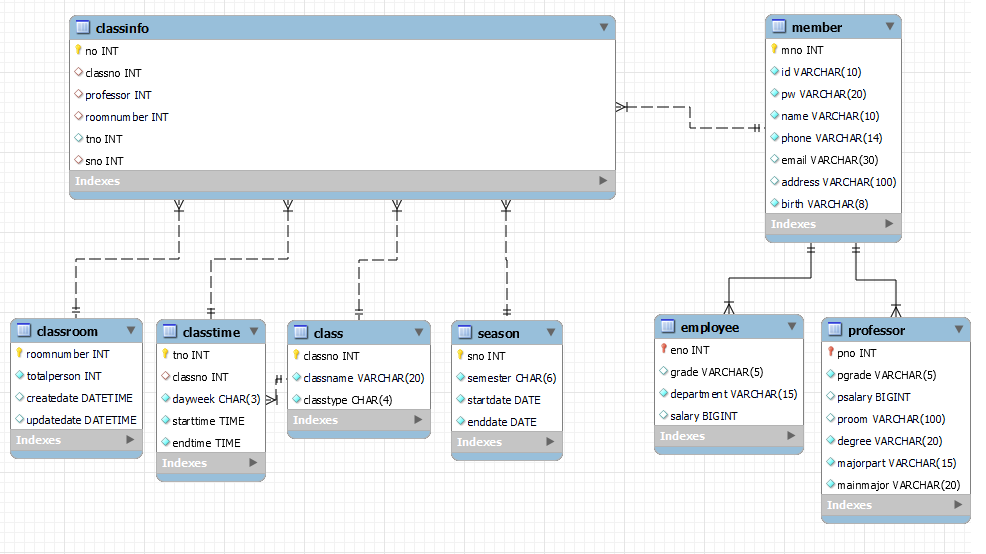 classinfo
no INT
classno INT
professor INT
roomnumber INT
tno INT
sno INT
Indexes
member
mno INT
id VARCHAR(10)
pw VARCHAR(20)
name VARCHAR(10)
phone VARCHAR(14)
email VARCHAR(30)
address VARCHAR(100)
birth VARCHAR(8)
Indexes
classroom
roomnumber INT
totalperson INT
createdate DATETIME
updatedate DATETIME
Indexes
classtime
tno INT
classno INT
dayweek CHAR(3)
starttime TIME
endtime TIME
Indexes
class
classno INT
classname VARCHAR(20)
classtype CHAR(4)
Indexes
season
sno INT
semester CHAR(6)
startdate DATE
enddate DATE
Indexes
employee
eno INT
grade VARCHAR(5)
department VARCHAR(15)
salary BIGINT
Indexes
professor
pno INT
pgrade VARCHAR(5)
psalary BIGINT
proom VARCHAR(100)
degree VARCHAR(20)
majorpart VARCHAR(15)
mainmajor VARCHAR(20)
Indexes